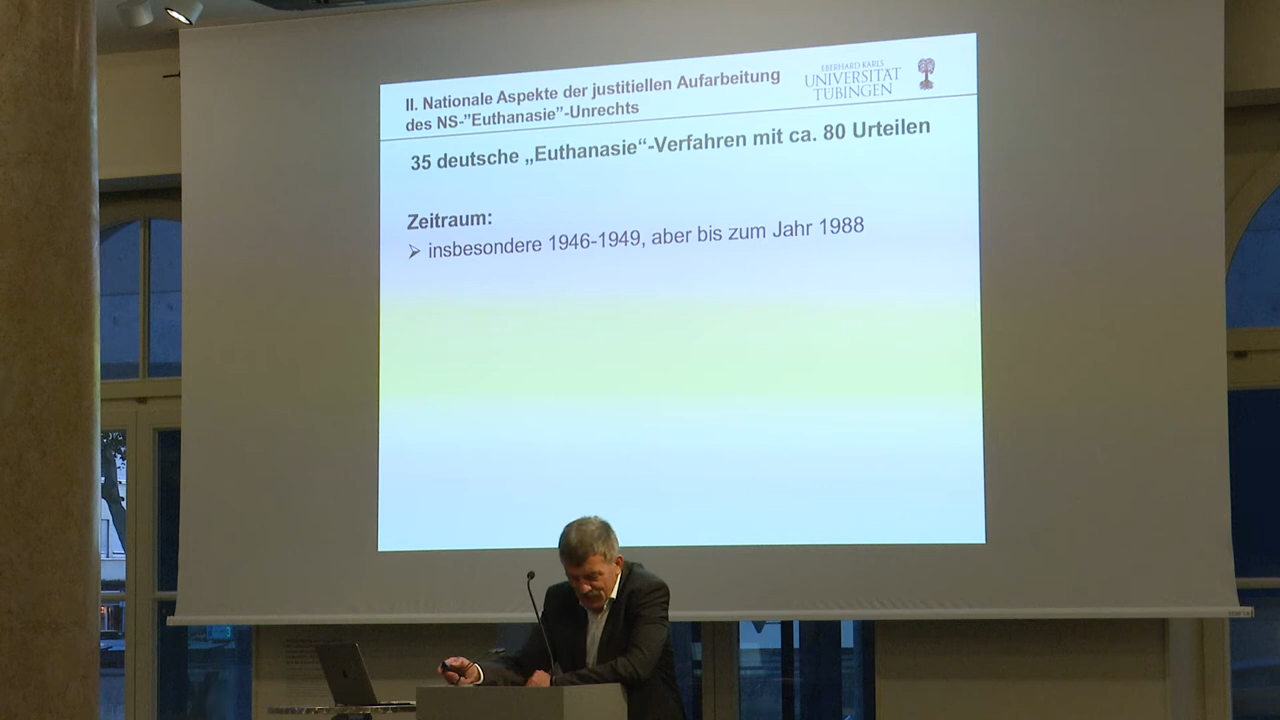 II. Nationale Aspekte der justitiellen Aufarbeitung
des NS-"Euthanasie"-Unrechts
EBERHARD KARLS
UNIVERSITÄT
TÜBINGEN
35 deutsche „Euthanasie“-Verfahren mit ca. 80 Urteilen
Zeitraum:
➢ insbesondere 1946-1949, aber bis zum Jahr 1988